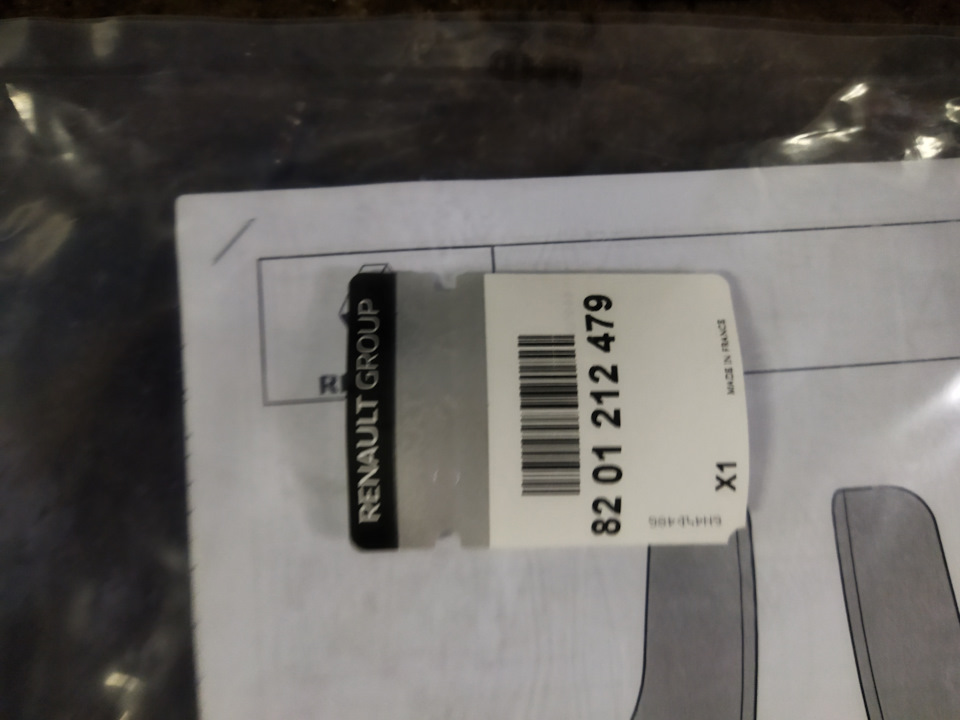 RENAULT GROUP
82 01 212 479
X1
MADE IN FRANCE